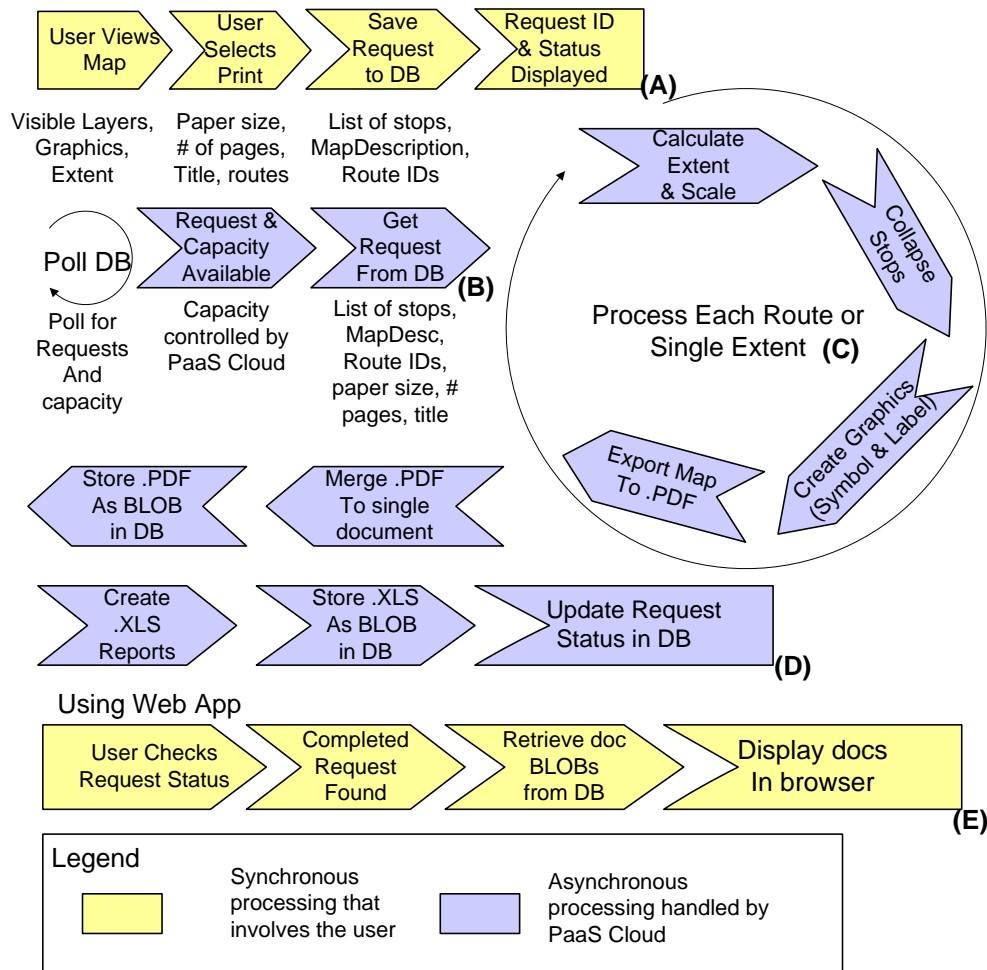 User Views
Map
User
Selects
Print
Save
Request
to DB
Request ID
& Status
Displayed
(A)
Visible Layers,
Graphics,
Extent
Paper size,
# of pages,
Title, routes
List of stops,
MapDescription,
Route IDs
Poll DB
Poll for
Requests
And
capacity
Request &
Capacity
Available
Capacity
controlled by
PaaS Cloud
Get
Request
From DB
(B)
List of stops,
MapDesc,
Route IDs,
paper size, #
pages, title
Calculate
Extent
& Scale
Collapse
Stops
Process Each Route or
Single Extent (C)
Create Graphics
(Symbol & Label)
Export Map
To .PDF
Merge .PDF
To single
document
Store .PDF
As BLOB
in DB
Create
.XLS
Reports
Store .XLS
As BLOB
in DB
Update Request
Status in DB
(D)
Using Web App
User Checks
Request Status
Completed
Request
Found
Retrieve doc
BLOBs
from DB
Display docs
In browser
(E)
Legend
Synchronous
processing that
involves the user
Asynchronous
processing handled by
PaaS Cloud